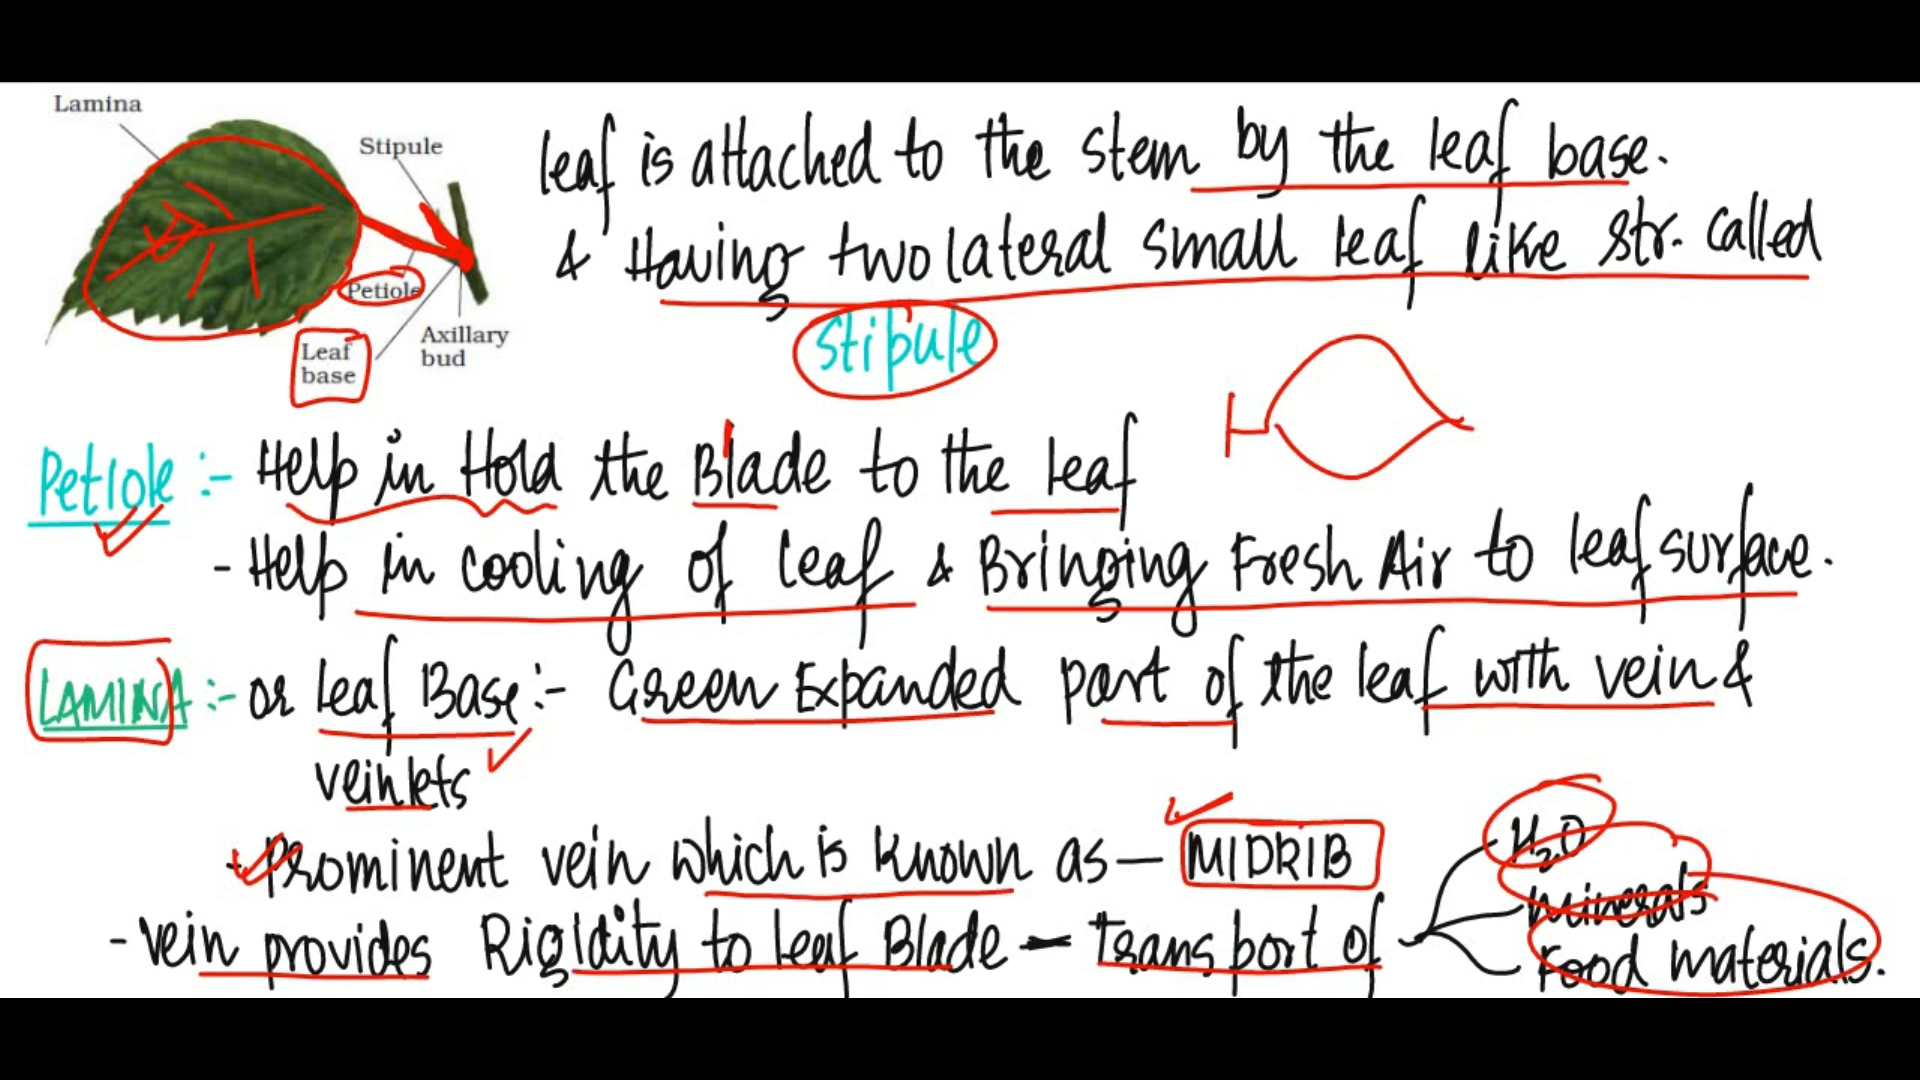 Lamina
Stipule
Petiole
Leaf
base
Axillary
bud
leaf is attached to the stem by the leaf base.
& Having two lateral small leaf like str. called
Stipule
Petiole :- Help in Hold the Blade to the leaf
- Help in cooling of leaf & Bringing Fresh Air to leaf surface.
LAMINA :- or leaf Base :- Green Expanded part of the leaf with vein &
veinlets
Prominent vein which is known as — MIDRIB
- vein provides Rigidity to leaf Blade — Transport of
H2O
minerals
Food materials.